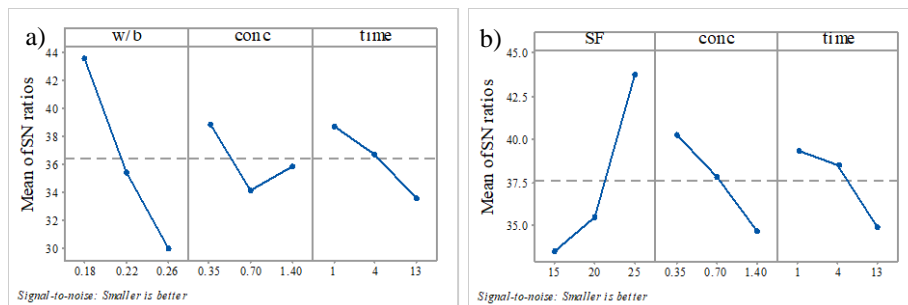 a)
w/b conc time
Mean of SN ratios
44
42
40
38
36
34
32
30
0.18 0.22 0.26 0.35 0.70 1.40 1 4 13
Signal-to-noise: Smaller is better
b)
SF conc time
Mean of SN ratios
45.0
42.5
40.0
37.5
35.0
15 20 25 0.35 0.70 1.40 1 4 13
Signal-to-noise: Smaller is better